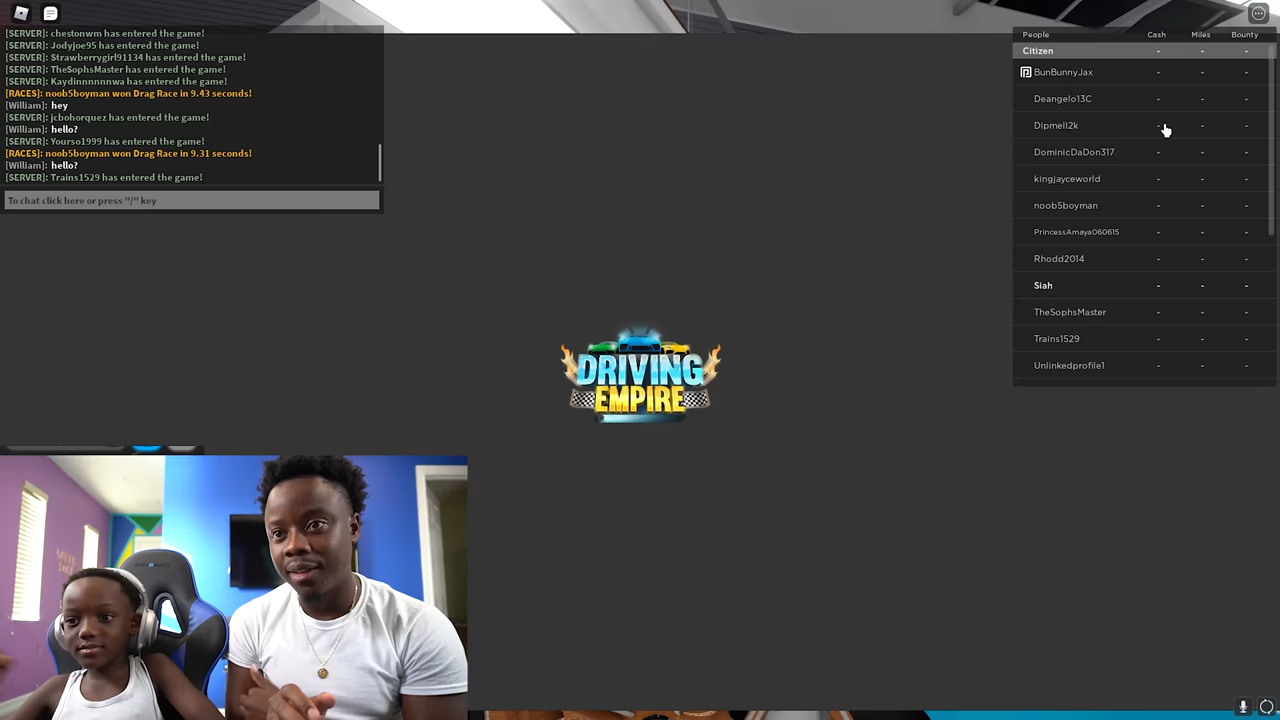 [SERVER]: chestonwm has entered the game!
[SERVER]: Jodyjoe95 has entered the game!
[SERVER]: Strawberrygirl91134 has entered the game!
[SERVER]: TheSophsMaster has entered the game!
[SERVER]: Kaydinnnnnwa has entered the game!
[RACES]: noob5boyman won Drag Race in 9.43 seconds!
[William]: hey
[SERVER]: jcbohorquez has entered the game!
[William]: hello?
[SERVER]: Yourso1999 has entered the game!
[RACES]: noob5boyman won Drag Race in 9.31 seconds!
[William]: hello?
[SERVER]: Trains1529 has entered the game!
To chat click here or press "/" key
People Cash Miles Bounty
Citizen - - -
BunBunnyJax - - -
Deangelo13C - - -
Dipmell2k - - -
DominicDaDon317 - - -
kingjayceworld - - -
noob5boyman - - -
PrincessAmaya060615 - - -
Rhodd2014 - - -
Siah - - -
TheSophsMaster - - -
Trains1529 - - -
Unlinkedprofile1 - - -
DRIVING
EMPIRE